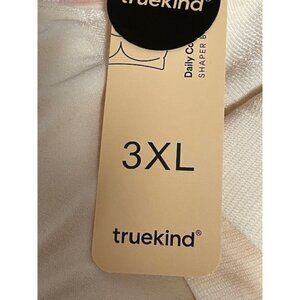 truekind®
Daily Co
SHAPER B
3XL
truekind®